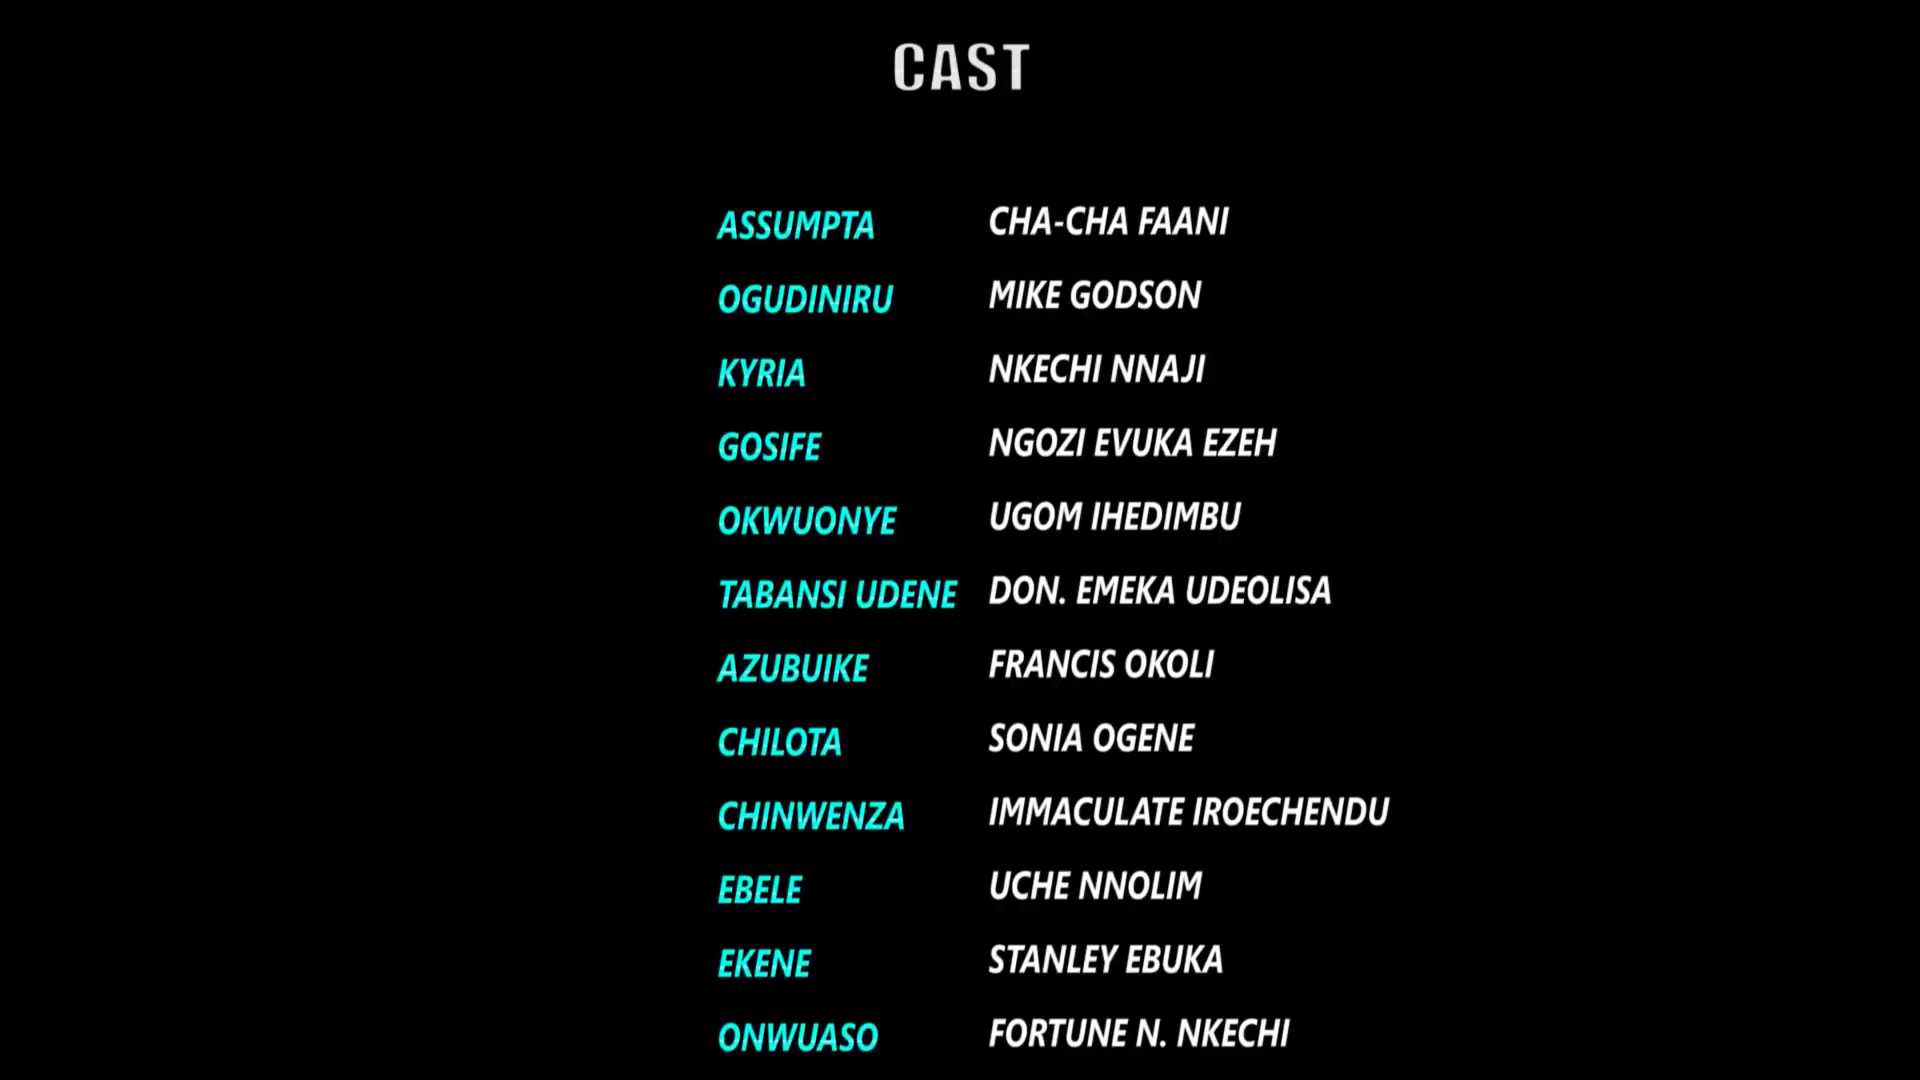 CAST
ASSUMPTA CHA-CHA FAANI
OGUDINIRU MIKE GODSON
KYRIA NKECHI NNAJI
GOSIFE NGOZI EVUKA EZEH
OKWUONYE UGOM IHEDIMBU
TABANSI UDENE DON. EMEKA UDEOLISA
AZUBUIKE FRANCIS OKOLI
CHILOTA SONIA OGENE
CHINWENZA IMMACULATE IROECHENDU
EBELE UCHE NNOLIM
EKENE STANLEY EBUKA
ONWUASO FORTUNE N. NKECHI